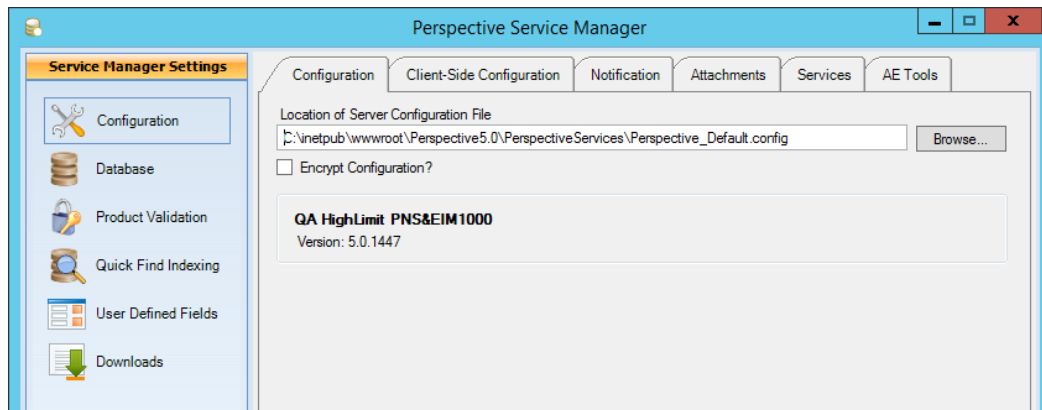 Perspective Service Manager
Service Manager Settings
Configuration
Database
Product Validation
Quick Find Indexing
User Defined Fields
Downloads
Configuration Client-Side Configuration Notification Attachments Services AE Tools
Location of Server Configuration File
C:\inetpub\wwwroot\Perspective5.0\PerspectiveServices\Perspective_Default.config Browse...
Encrypt Configuration?
QA HighLimit PNS&EIM1000
Version: 5.0.1447